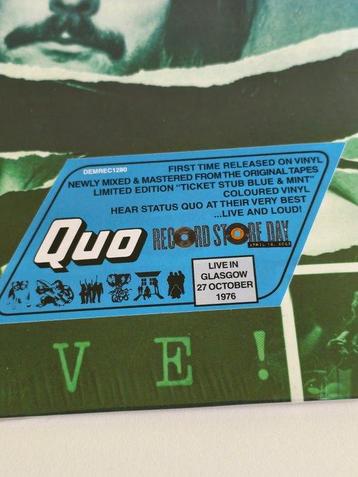 DEMREC1290
FIRST TIME RELEASED ON VINYL
NEWLY MIXED & MASTERED FROM THE ORIGINAL TAPES
LIMITED EDITION "TICKET STUB BLUE & MINT"
COLOURED VINYL
HEAR STATUS QUO AT THEIR VERY BEST
...LIVE AND LOUD!
Quo
RECORD STORE DAY
LIVE IN
GLASGOW
27 OCTOBER
1976
VE!